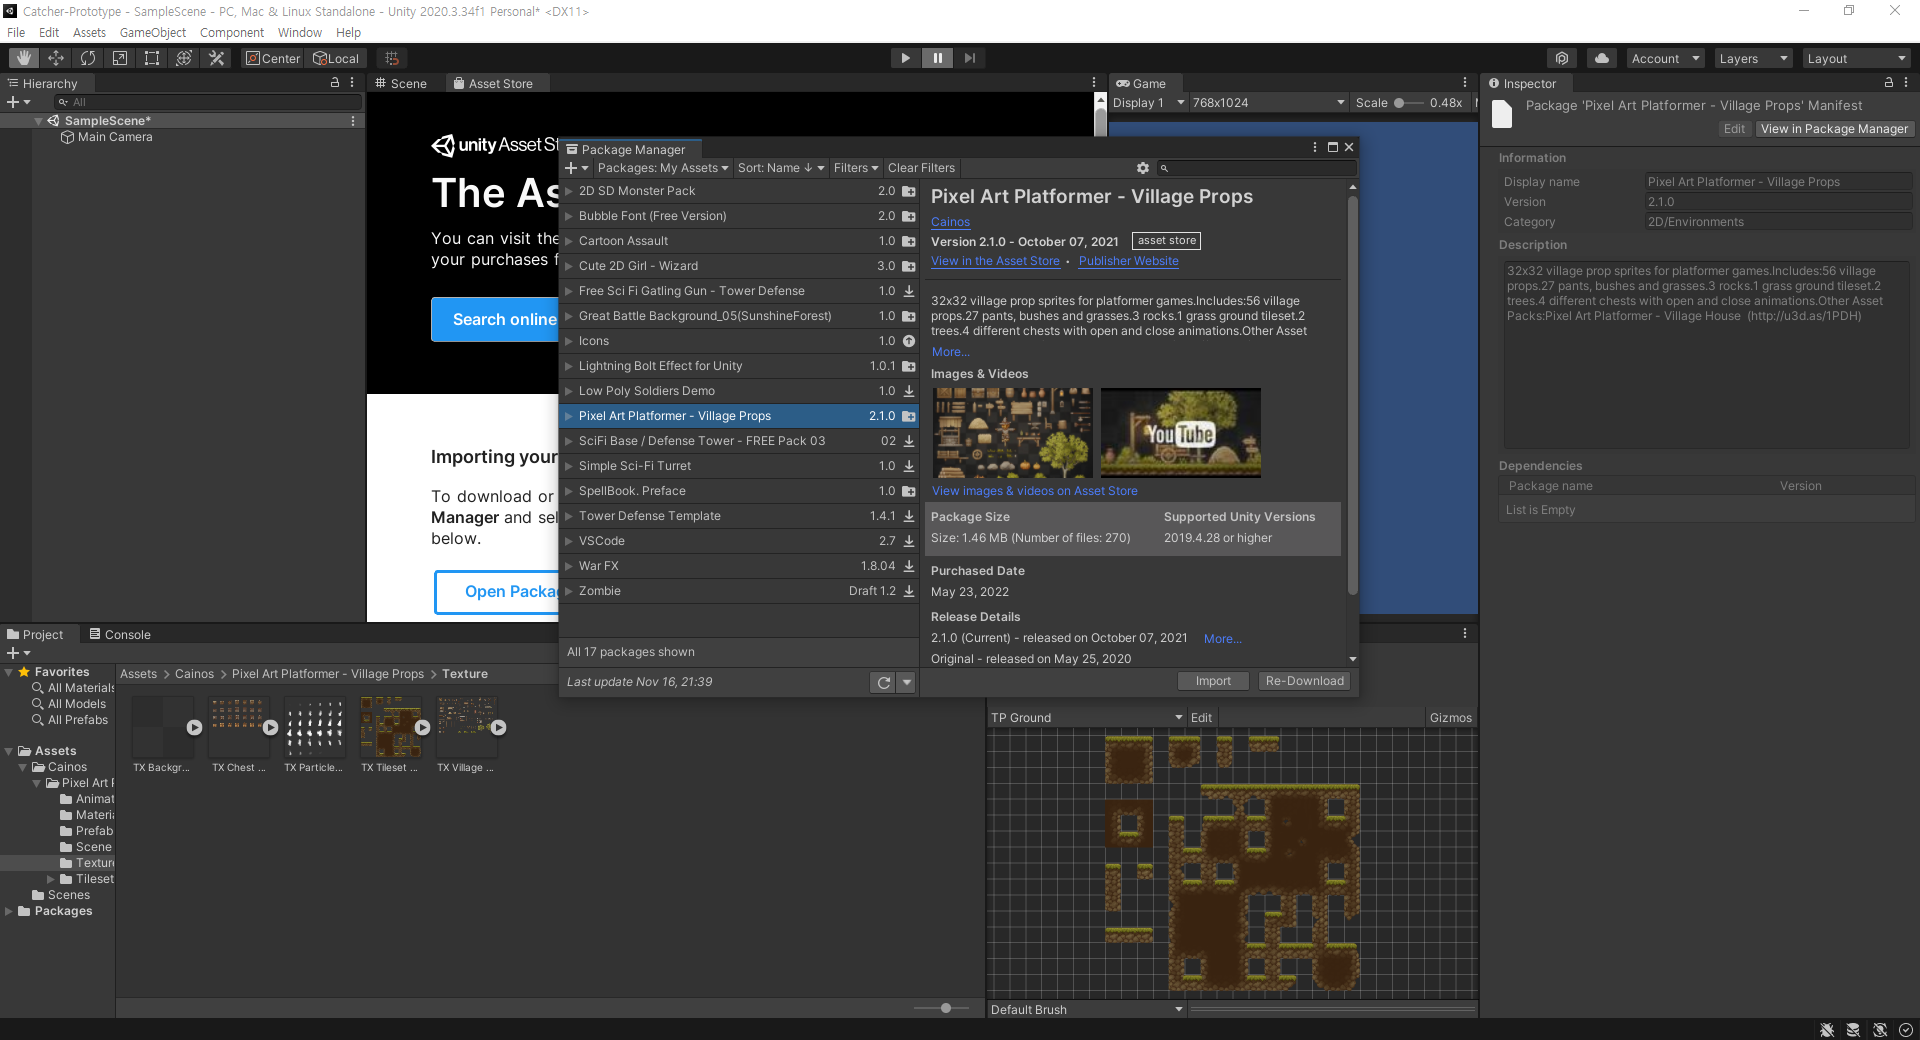 Catcher-Prototype - SampleScene - PC, Mac & Linux Standalone - Unity 2020.3.34f1 Personal* <DX11>
File Edit Assets GameObject Component Window Help
Center Local Account Layers Layout
Hierarchy
All
SampleScene*
Main Camera
Scene Asset Store
unity Asset St
The As
You can visit the
your purchases f
Search online
Importing your
To download or
Manager and sel
below.
Open Packa
Game
Display 1 768x1024 Scale 0.48x
Package Manager
Packages: My Assets Sort: Name ↓ Filters Clear Filters
2D SD Monster Pack 2.0
Bubble Font (Free Version) 2.0
Cartoon Assault 1.0
Cute 2D Girl - Wizard 3.0
Free Sci Fi Gatling Gun - Tower Defense 1.0
Great Battle Background_05(SunshineForest) 1.0
Icons 1.0
Lightning Bolt Effect for Unity 1.0.1
Low Poly Soldiers Demo 1.0
Pixel Art Platformer - Village Props 2.1.0
SciFi Base / Defense Tower - FREE Pack 03 02
Simple Sci-Fi Turret 1.0
SpellBook. Preface 1.0
Tower Defense Template 1.4.1
VSCode 2.7
War FX 1.8.04
Zombie Draft 1.2
All 17 packages shown
Last update Nov 16, 21:39
Pixel Art Platformer - Village Props
Cainos
Version 2.1.0 - October 07, 2021 asset store
View in the Asset Store • Publisher Website
32x32 village prop sprites for platformer games.Includes:56 village
props.27 pants, bushes and grasses.3 rocks.1 grass ground tileset.2
trees.4 different chests with open and close animations.Other Asset
More...
Images & Videos
YouTube
View images & videos on Asset Store
Package Size Supported Unity Versions
Size: 1.46 MB (Number of files: 270) 2019.4.28 or higher
Purchased Date
May 23, 2022
Release Details
2.1.0 (Current) - released on October 07, 2021 More...
Original - released on May 25, 2020
Import Re-Download
Inspector
Package 'Pixel Art Platformer - Village Props' Manifest
Edit View in Package Manager
Information
Display name Pixel Art Platformer - Village Props
Version 2.1.0
Category 2D/Environments
Description
32x32 village prop sprites for platformer games.Includes:56 village
props.27 pants, bushes and grasses.3 rocks.1 grass ground tileset.2
trees.4 different chests with open and close animations.Other Asset
Packs:Pixel Art Platformer - Village House (http://u3d.as/1PDH)
Dependencies
Package name Version
List is Empty
Project Console
Favorites
All Materials
All Models
All Prefabs
Assets
Cainos
Pixel Art P
Animat
Materia
Prefab
Scene
Texture
Tileset
Scenes
Packages
Assets > Cainos > Pixel Art Platformer - Village Props > Texture
TX Backgr... TX Chest ... TX Particle... TX Tileset ... TX Village ...
TP Ground Edit Gizmos
Default Brush